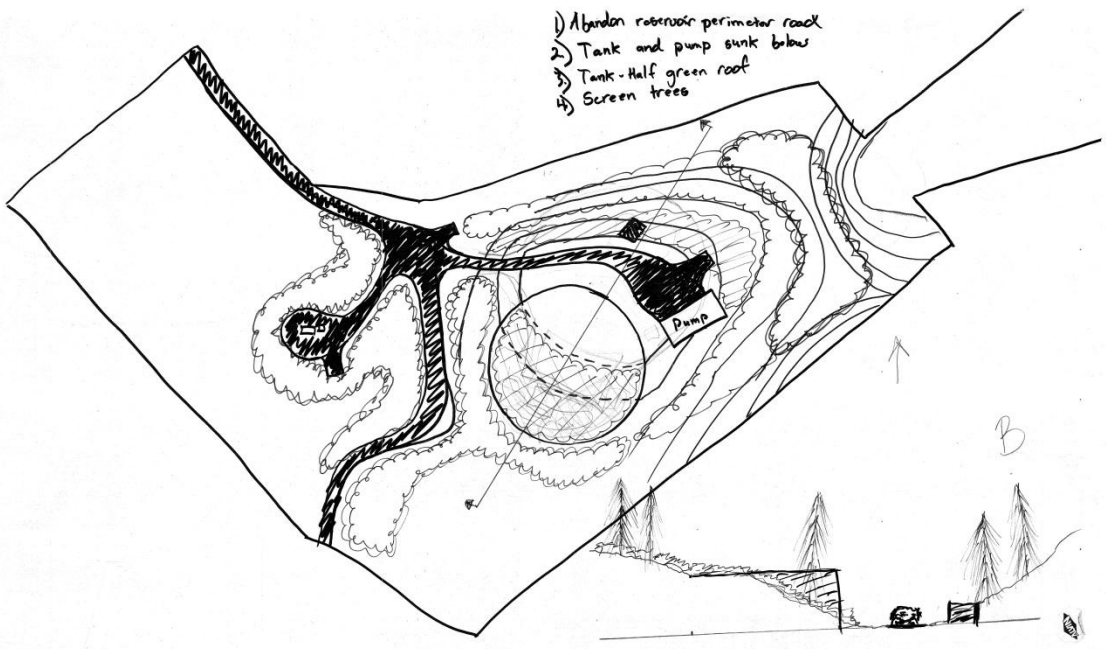 1) Abandon reservoir perimeter road
2) Tank and pump sunk below
3) Tank - Half green roof
4) Screen trees
Pump
B